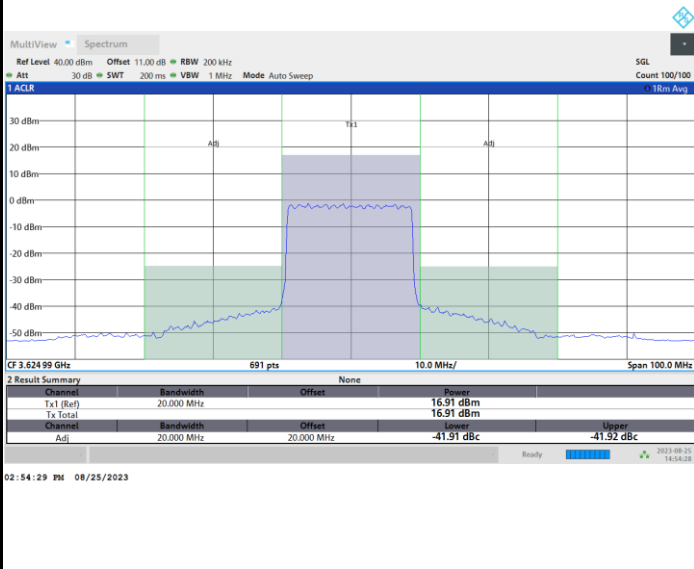 MultiView Spectrum
Ref Level 40.00 dBm Offset 11.00 dB RBW 200 kHz SGL
Att 30 dB SWT 200 ms VBW 1 MHz Mode Auto Sweep Count 100/100
1 ACLR 1Rm Avg
30 dBm
Tx1
20 dBm
Adj Adj
10 dBm
0 dBm
-10 dBm
-20 dBm
-30 dBm
-40 dBm
-50 dBm
CF 3.62499 GHz 691 pts 10.0 MHz/ Span 100.0 MHz
2 Result Summary None
Channel Bandwidth Offset Power
Tx1 (Ref) 20.000 MHz 16.91 dBm
Tx Total 16.91 dBm
Channel Bandwidth Offset Lower Upper
Adj 20.000 MHz 20.000 MHz -41.91 dBc -41.92 dBc
Ready 2023-08-25
14:54:28
02:54:29 PM 08/25/2023